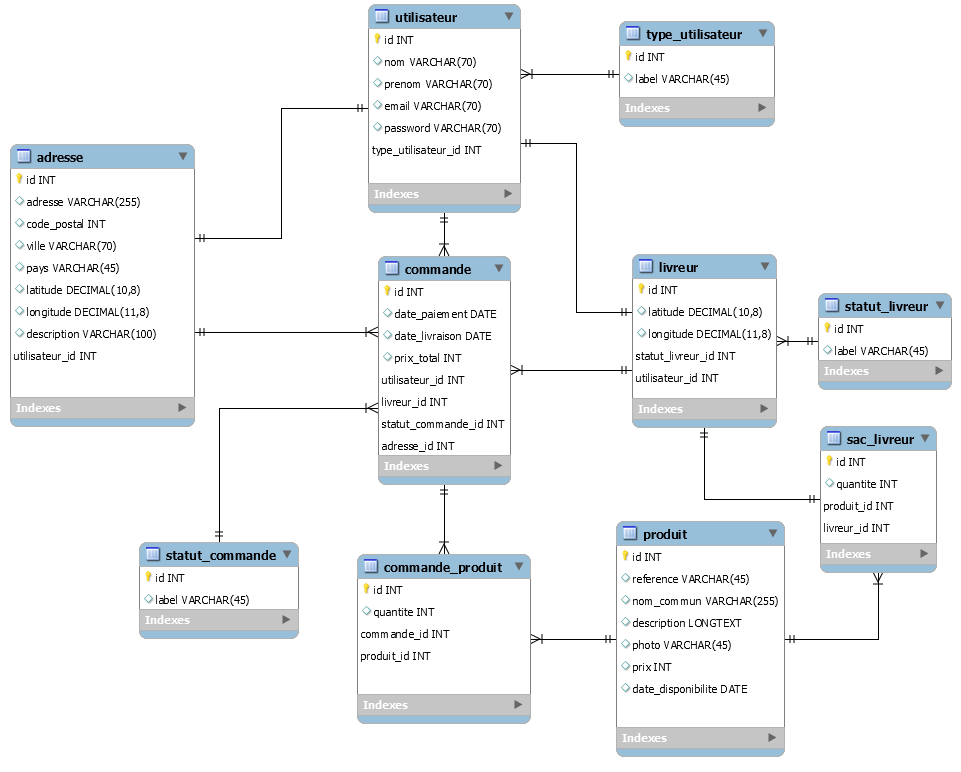 utilisateur
id INT
nom VARCHAR(70)
prenom VARCHAR(70)
email VARCHAR(70)
password VARCHAR(70)
type_utilisateur_id INT
Indexes
type_utilisateur
id INT
label VARCHAR(45)
Indexes
adresse
id INT
adresse VARCHAR(255)
code_postal INT
ville VARCHAR(70)
pays VARCHAR(45)
latitude DECIMAL(10,8)
longitude DECIMAL(11,8)
description VARCHAR(100)
utilisateur_id INT
Indexes
commande
id INT
date_paiement DATE
date_livraison DATE
prix_total INT
utilisateur_id INT
livreur_id INT
statut_commande_id INT
adresse_id INT
Indexes
livreur
id INT
latitude DECIMAL(10,8)
longitude DECIMAL(11,8)
statut_livreur_id INT
utilisateur_id INT
Indexes
statut_livreur
id INT
label VARCHAR(45)
Indexes
sac_livreur
id INT
quantite INT
produit_id INT
livreur_id INT
Indexes
statut_commande
id INT
label VARCHAR(45)
Indexes
commande_produit
id INT
quantite INT
commande_id INT
produit_id INT
Indexes
produit
id INT
reference VARCHAR(45)
nom_commun VARCHAR(255)
description LONGTEXT
photo VARCHAR(45)
prix INT
date_disponibilite DATE
Indexes